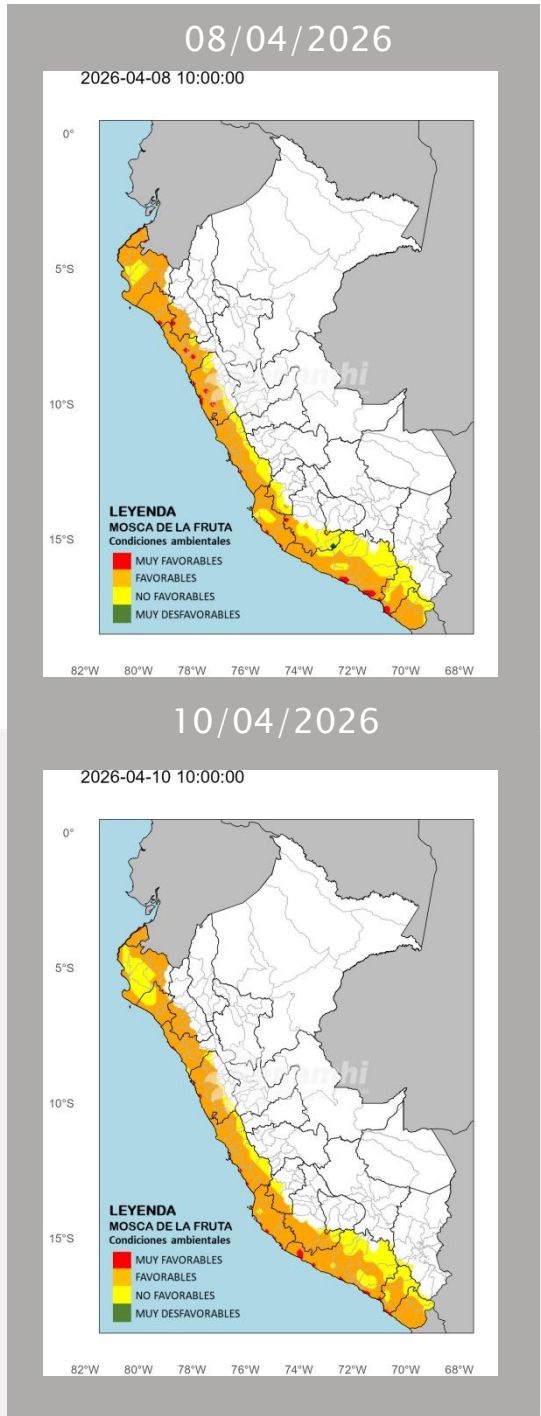 08/04/2026
2026-04-08 10:00:00
0°
5°S
10°S
15°S
LEYENDA
MOSCA DE LA FRUTA
Condiciones ambientales
MUY FAVORABLES
FAVORABLES
NO FAVORABLES
MUY DESFAVORABLES
82°W 80°W 78°W 76°W 74°W 72°W 70°W 68°W
10/04/2026
2026-04-10 10:00:00
0°
5°S
10°S
15°S
LEYENDA
MOSCA DE LA FRUTA
Condiciones ambientales
MUY FAVORABLES
FAVORABLES
NO FAVORABLES
MUY DESFAVORABLES
82°W 80°W 78°W 76°W 74°W 72°W 70°W 68°W